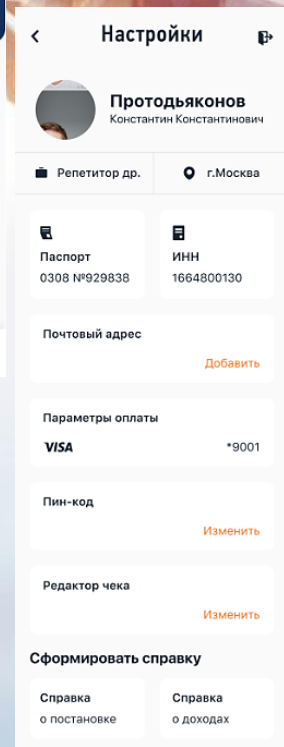 Настройки
Протодьяконов
Константин Константинович
Репетитор др.
г.Москва
Паспорт
ИНН
0308 №929838
1664800130
Почтовый адрес
Добавить
Параметры оплаты
VISA
*9001
Пин-код
Изменить
Редактор чека
Изменить
Сформировать справку
Справка
Справка
о постановке
о доходах